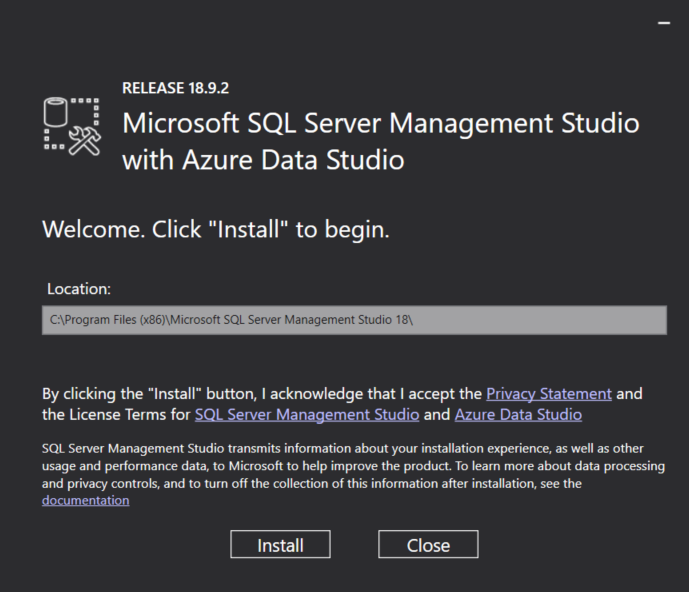 RELEASE 18.9.2
Microsoft SQL Server Management Studio
with Azure Data Studio
Welcome. Click "Install" to begin.
Location:
C:\Program Files (x86)\Microsoft SQL Server Management Studio 18\
By clicking the "Install" button, I acknowledge that I accept the Privacy Statement and
the License Terms for SQL Server Management Studio and Azure Data Studio
SQL Server Management Studio transmits information about your installation experience, as well as other
usage and performance data, to Microsoft to help improve the product. To learn more about data processing
and privacy controls, and to turn off the collection of this information after installation, see the
documentation
Install
Close